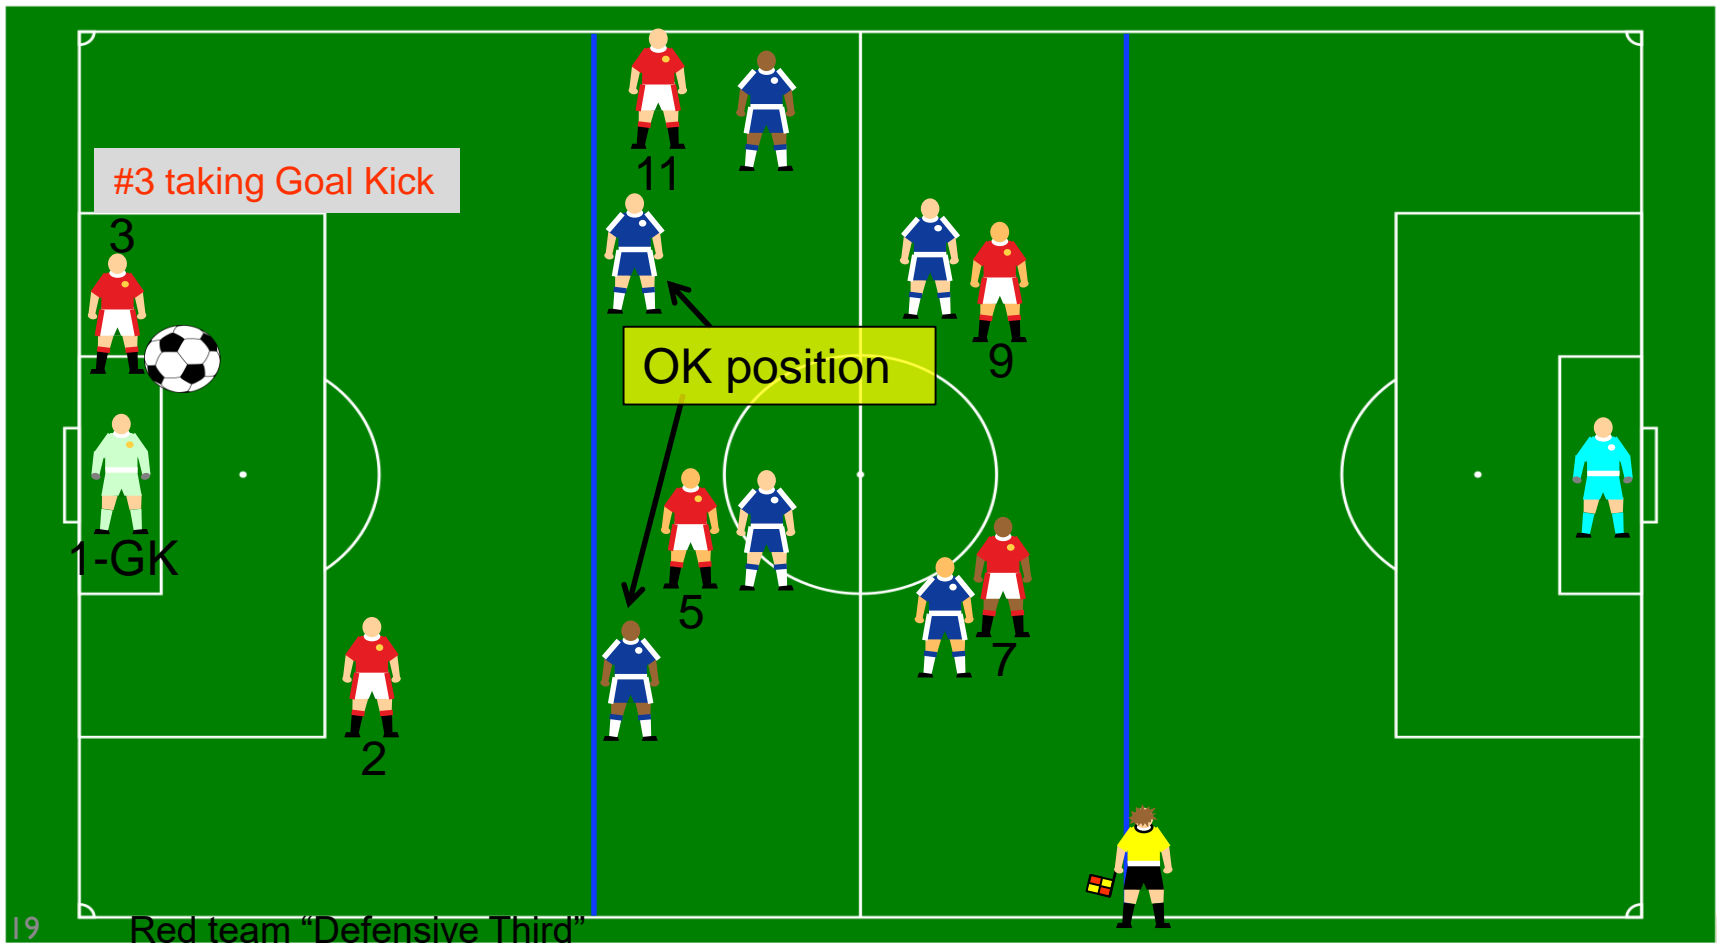 11
#3 taking Goal Kick
3
OK position
9
1-GK
5
7
2
19
Red team “Defensive Third”